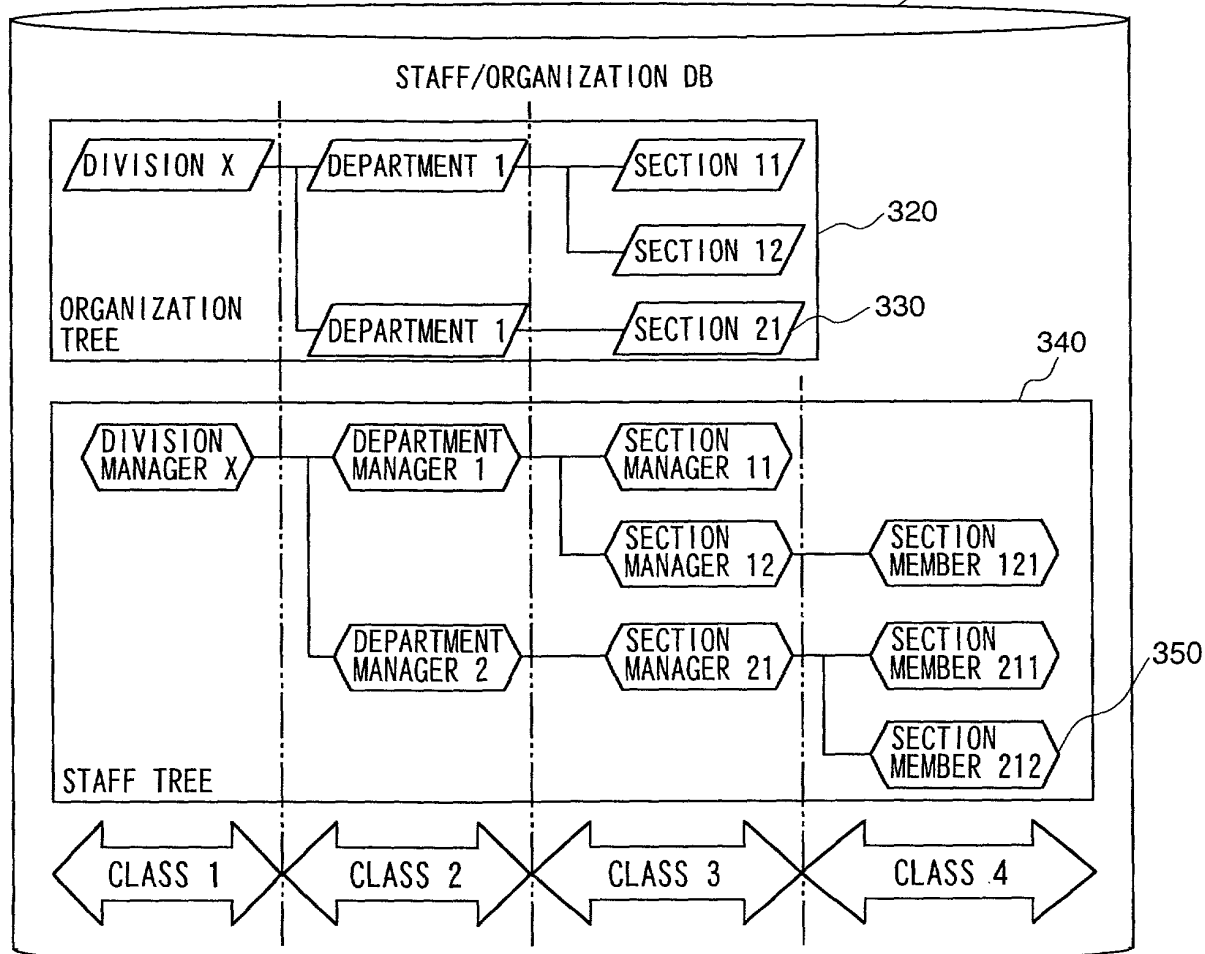 STAFF/ORGANIZATION DB
DIVISION X
DEPARTMENT 1
SECTION 11
320
SECTION 12
ORGANIZATION
TREE
DEPARTMENT 1
SECTION 21
330
340
DIVISION
MANAGER X
DEPARTMENT
MANAGER 1
SECTION
MANAGER 11
SECTION
MANAGER 12
SECTION
MEMBER 121
DEPARTMENT
MANAGER 2
SECTION
MANAGER 21
SECTION
MEMBER 211
350
SECTION
MEMBER 212
STAFF TREE
CLASS 1
CLASS 2
CLASS 3
CLASS 4